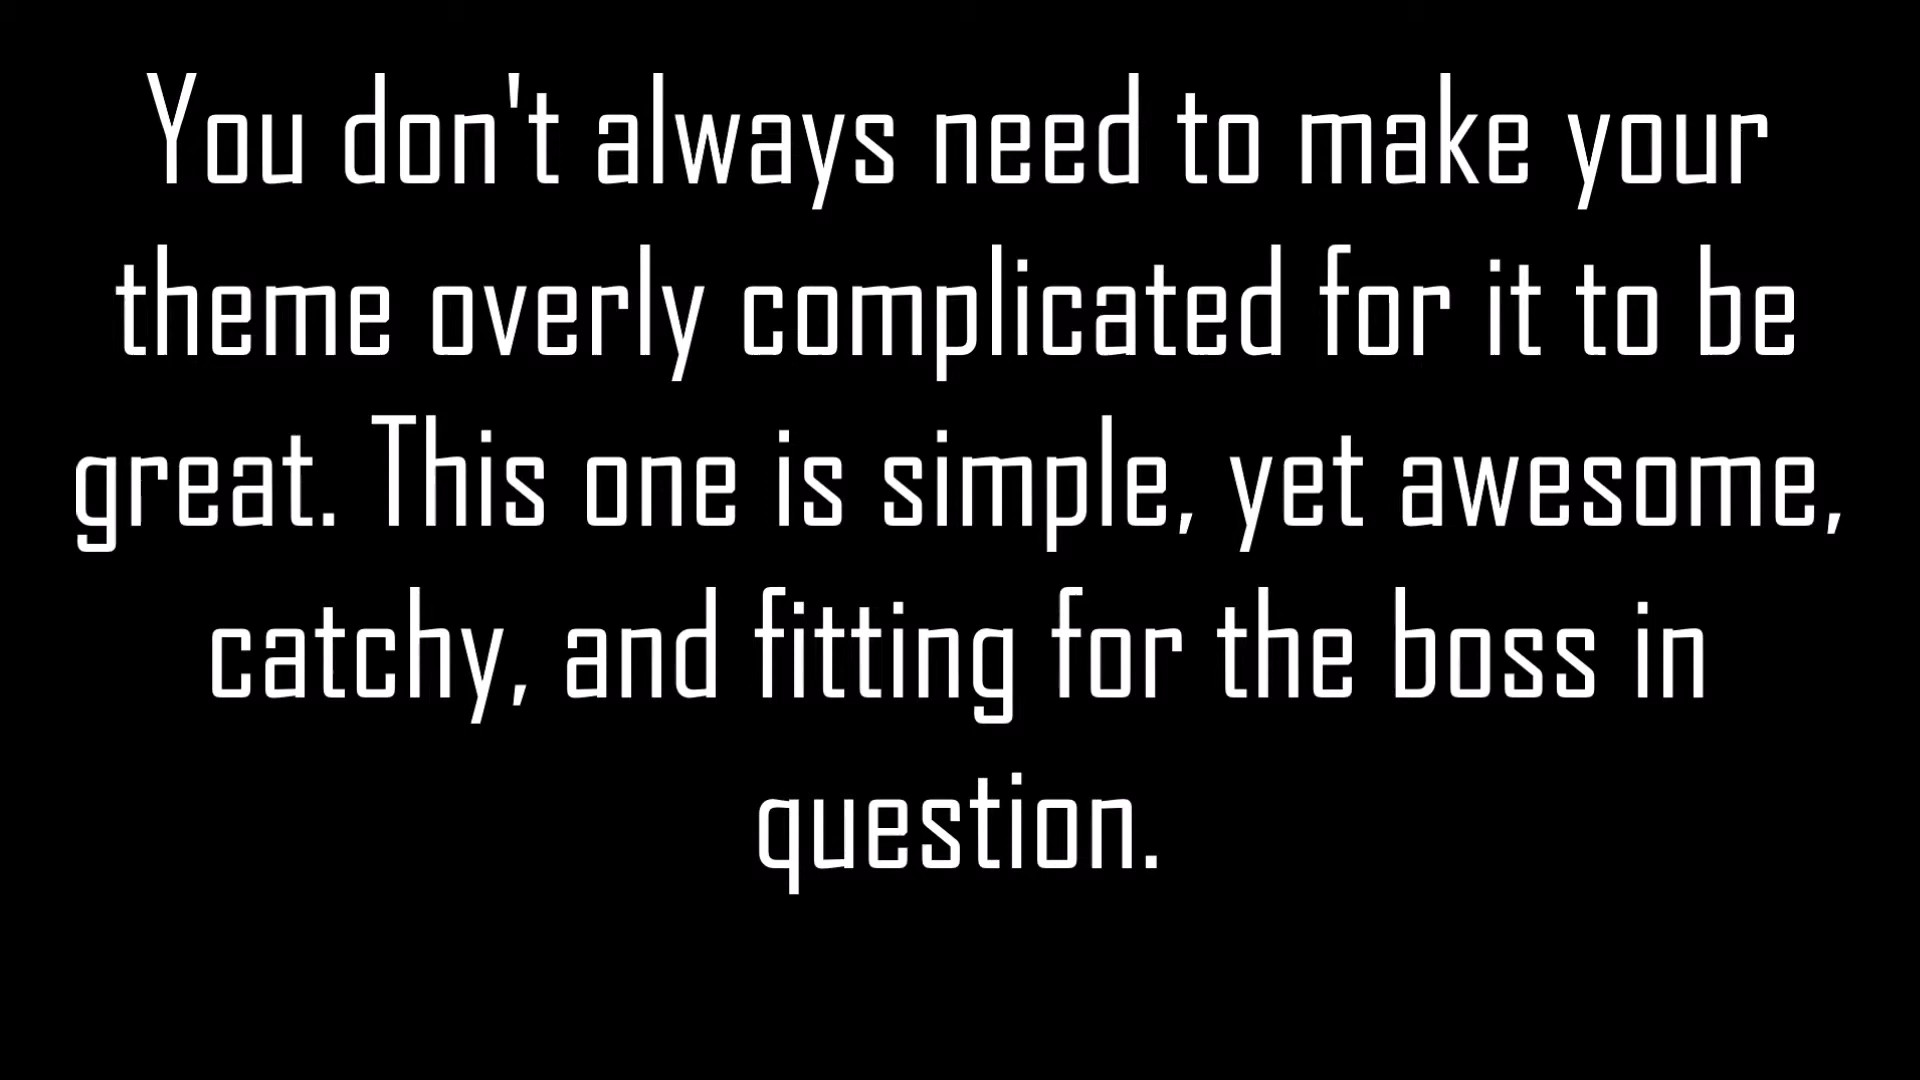 You don't always need to make your
theme overly complicated for it to be
great. This one is simple, yet awesome,
catchy, and fitting for the boss in
question.